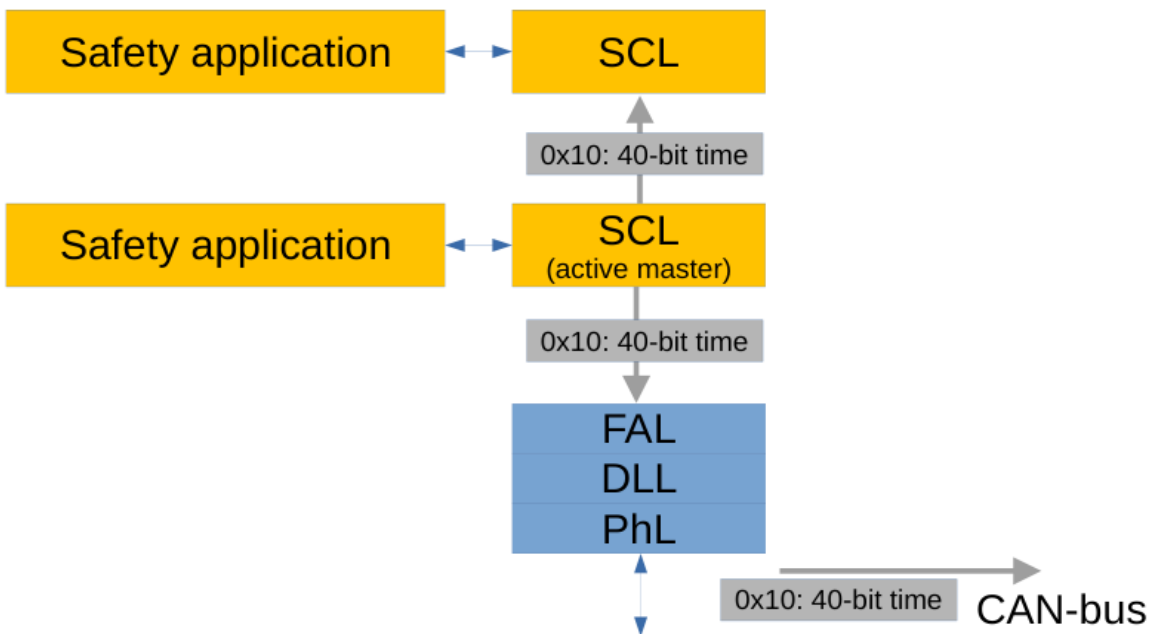 Safety application
SCL
0x10: 40-bit time
Safety application
SCL
(active master)
0x10: 40-bit time
FAL
DLL
PhL
0x10: 40-bit time
CAN-bus